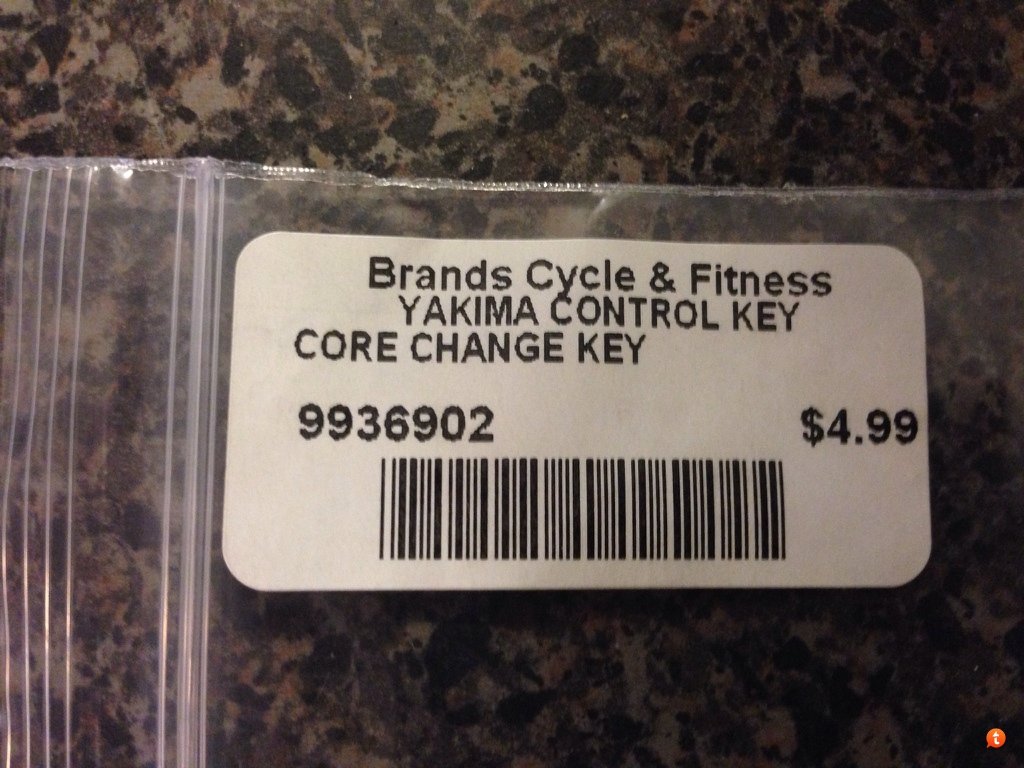 Brands Cycle & Fitness
YAKIMA CONTROL KEY
CORE CHANGE KEY
9936902 $4.99